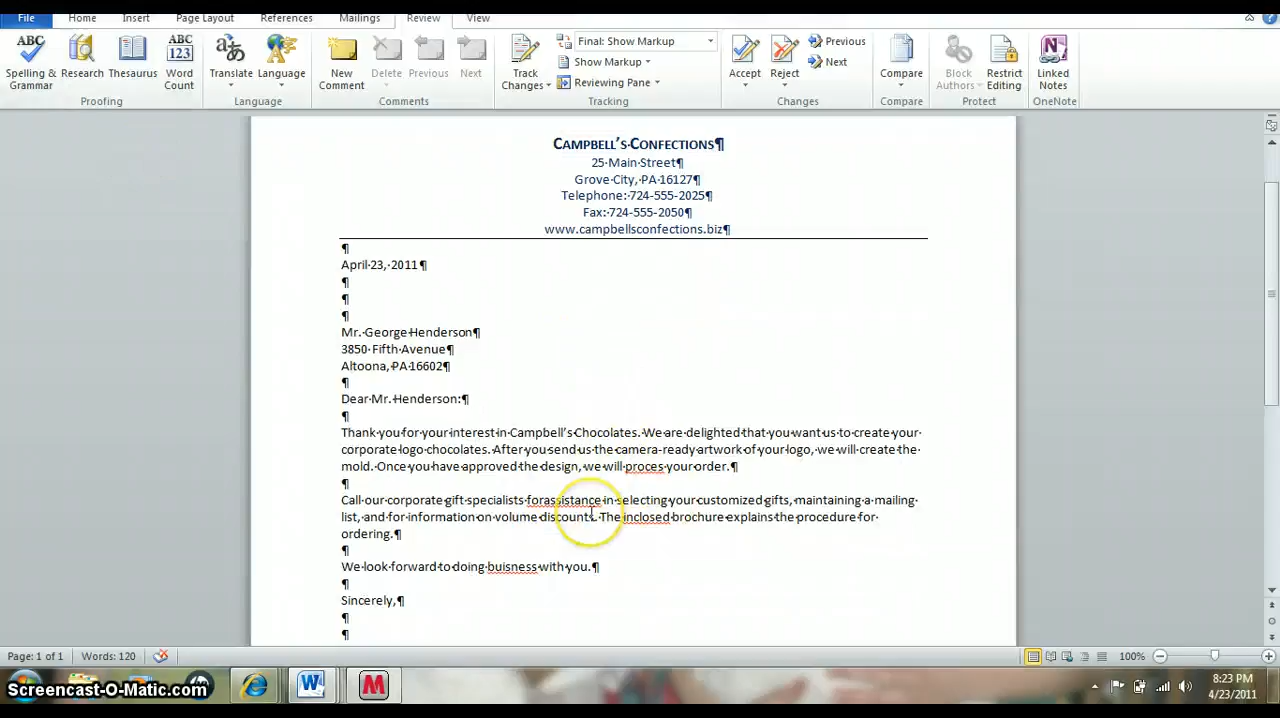 File Home Insert Page Layout References Mailings Review View
ABC ABC 123
Spelling & Grammar Research Thesaurus Word Count Translate Language New Comment Delete Previous Next Track Changes Final: Show Markup Show Markup Reviewing Pane Accept Reject Previous Next Compare Block Authors Restrict Editing Linked Notes
Proofing Language Comments Tracking Changes Compare Protect OneNote
CAMPBELL'S·CONFECTIONS¶
25·Main·Street¶
Grove·City,·PA·16127¶
Telephone:·724-555-2025¶
Fax:·724-555-2050¶
www.campbellsconfections.biz¶
¶
April·23,·2011¶
¶
¶
¶
Mr.·George·Henderson¶
3850·Fifth·Avenue¶
Altoona,·PA·16602¶
¶
Dear·Mr.·Henderson:¶
¶
Thank·you·for·your·interest·in·Campbell's·Chocolates.·We·are·delighted·that·you·want·us·to·create·your·
corporate·logo·chocolates.·After·you·send·us·the·camera-ready·artwork·of·your·logo,·we·will·create·the·
mold.·Once·you·have·approved·the·design,·we·will·proces·your·order.¶
¶
Call·our·corporate·gift·specialists·forassistance·in·selecting·your·customized·gifts,·maintaining·a·mailing·
list,·and·for·information·on·volume·discounts.·The·inclosed·brochure·explains·the·procedure·for·
ordering.¶
¶
We·look·forward·to·doing·buisness·with·you.¶
¶
Sincerely,¶
¶
¶
Page: 1 of 1 Words: 120 100%
Screencast-O-Matic.com
8:23 PM
4/23/2011